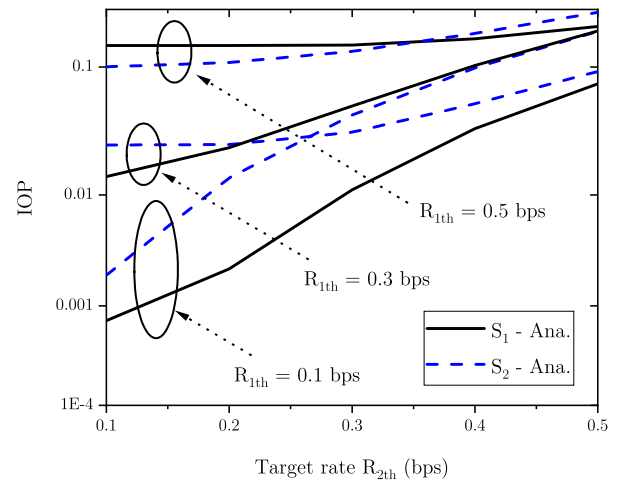 0.1
0.01
0.001
1E-4
IOP
R1th = 0.5 bps
R1th = 0.3 bps
R1th = 0.1 bps
S1 - Ana.
S2 - Ana.
0.1 0.2 0.3 0.4 0.5
Target rate R2th (bps)